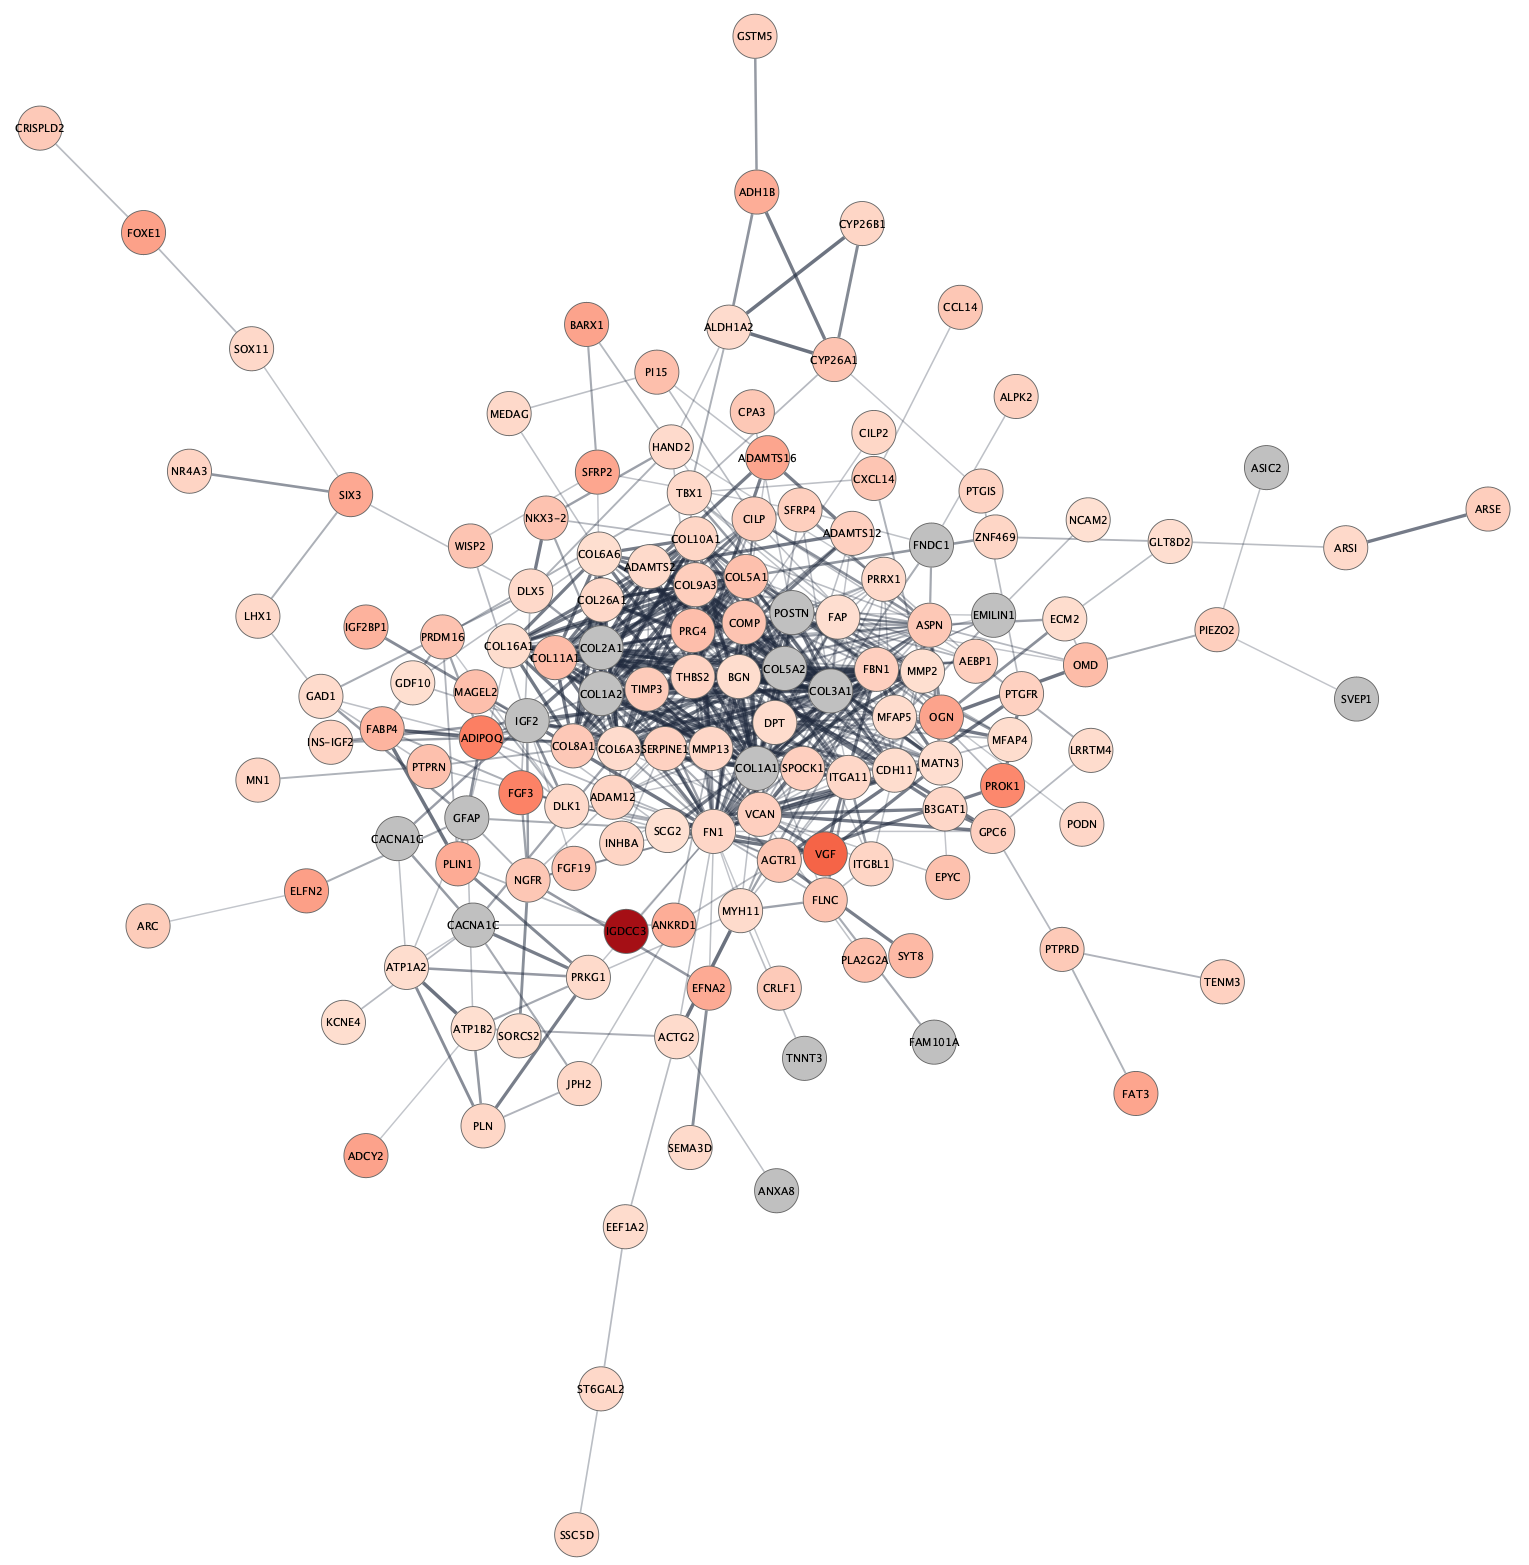 GSTM5
CRISPLD2
ADH1B
CYP26B1
FOXE1
CCL14
BARX1
ALDH1A2
SOX11
CYP26A1
PI15
ALPK2
MEDAG
CPA3
CILP2
HAND2
ADAMTS16
ASIC2
NR4A3
SFRP2
CXCL14
PTGIS
SIX3
TBX1
ARSE
SFRP4
NKX3-2
CILP
NCAM2
ADAMTS12
ZNF469
COL10A1
GLT8D2
WISP2
FNDC1
ARSI
COL6A6
ADAMTS2
COL5A1
PRRX1
COL9A3
DLX5
COL26A1
POSTN
LHX1
EMILIN1
FAP
ECM2
COMP
IGF2BP1
ASPN
PIEZO2
PRG4
PRDM16
COL16A1
COL2A1
COL11A1
AEBP1
OMD
COL5A2
FBN1
MMP2
THBS2
BGN
GDF10
TIMP3
MAGEL2
COL1A2
COL3A1
PTGFR
GAD1
SVEP1
MFAP5
OGN
IGF2
DPT
FABP4
ADIPOQ
MFAP4
INS-IGF2
COL8A1
COL6A3
SERPINE1
MMP13
LRRTM4
MATN3
PTPRN
COL1A1
SPOCK1
CDH11
ITGA11
MN1
PROK1
FGF3
ADAM12
DLK1
B3GAT1
VCAN
GFAP
PODN
SCG2
FN1
GPC6
CACNA1G
INHBA
VGF
AGTR1
PLIN1
ITGBL1
FGF19
EPYC
NGFR
ELFN2
FLNC
MYH11
ARC
CACNA1C
ANKRD1
IGDCC3
PTPRD
SYT8
PLA2G2A
ATP1A2
PRKG1
TENM3
EFNA2
CRLF1
KCNE4
ATP1B2
SORCS2
ACTG2
FAM101A
TNNT3
JPH2
FAT3
PLN
SEMA3D
ADCY2
ANXA8
EEF1A2
ST6GAL2
SSC5D